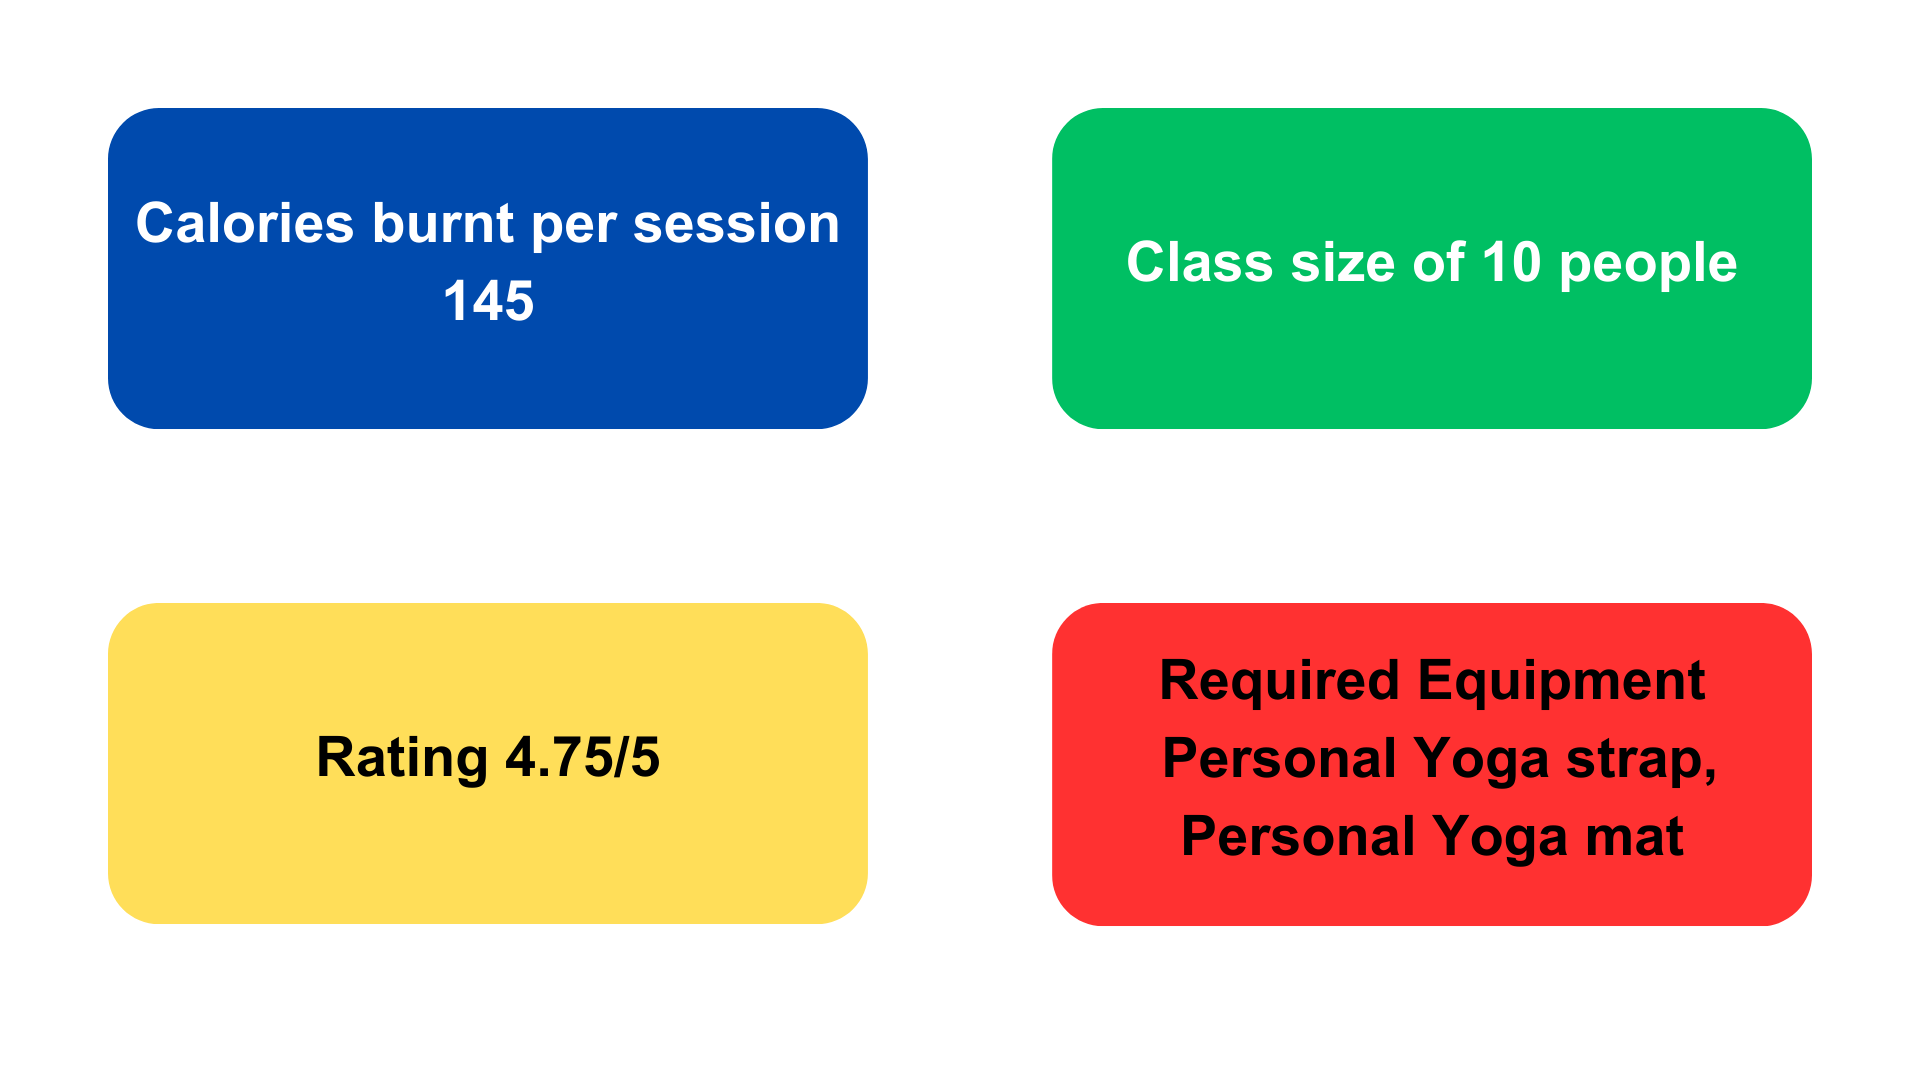 Calories burnt per session
145
Class size of 10 people
Rating 4.75/5
Required Equipment
Personal Yoga strap,
Personal Yoga mat